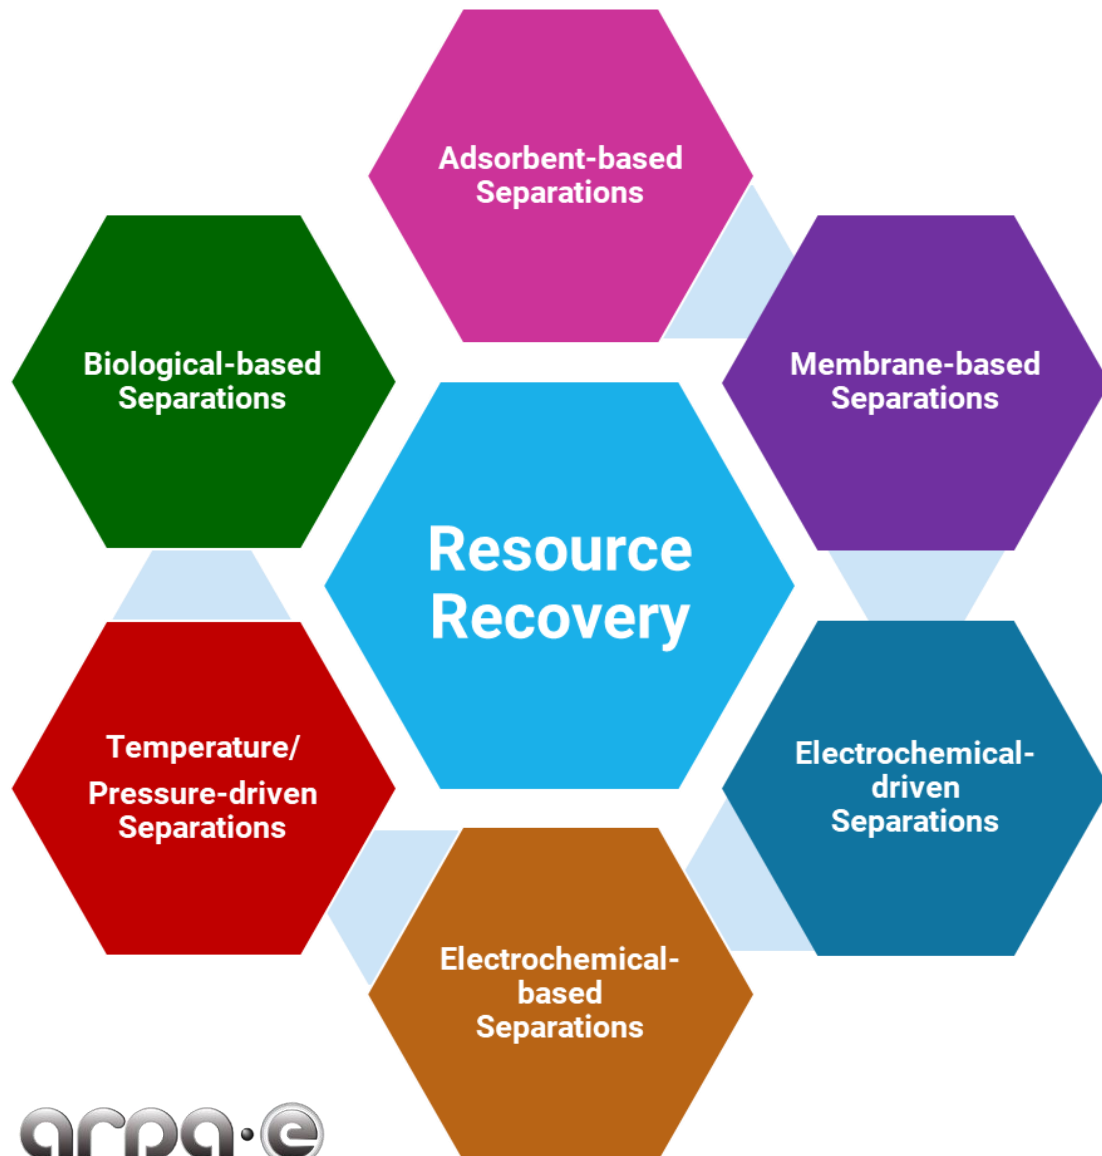 Adsorbent-based
Separations
Biological-based
Separations
Membrane-based
Separations
Resource
Recovery
Temperature/
Pressure-driven
Separations
Electrochemical-
driven
Separations
Electrochemical-
based
Separations
arpa·e